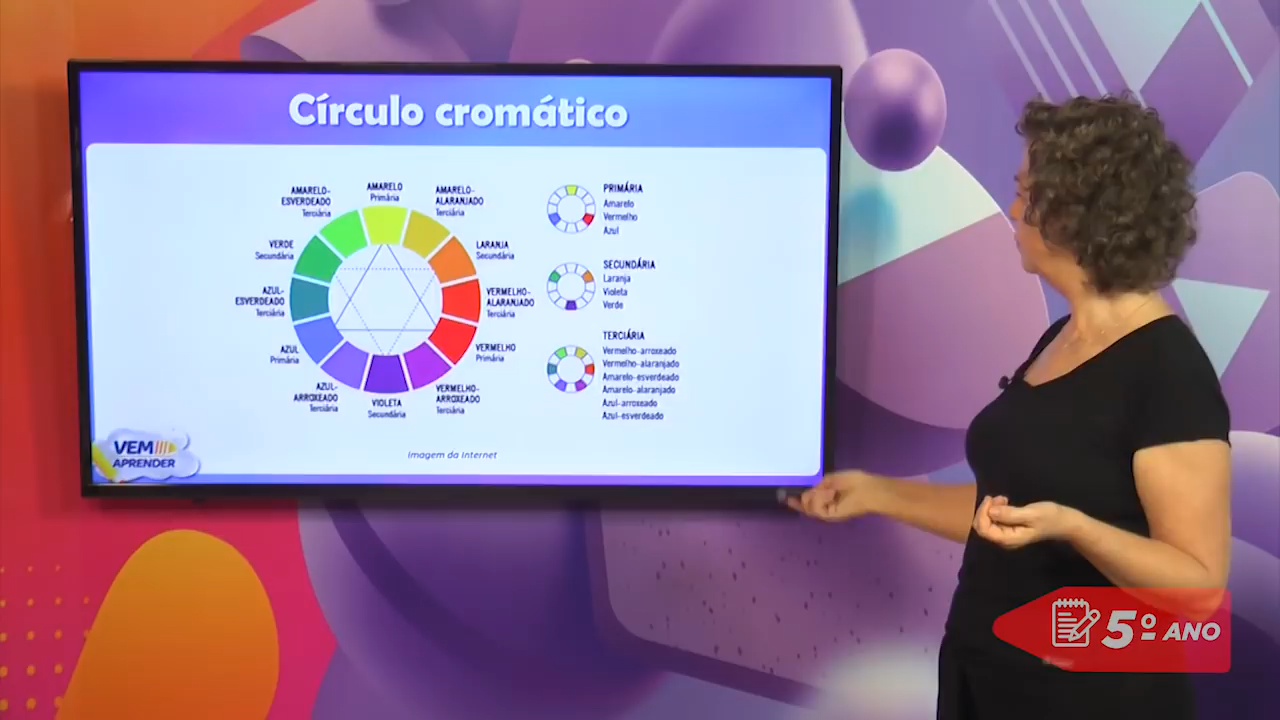 Círculo cromático
AMARELO-
ESVERDEADO
Terciária
AMARELO
Primária
AMARELO-
ALARANJADO
Terciária
VERDE
Secundária
LARANJA
Secundária
AZUL-
ESVERDEADO
Terciária
VERMELHO-
ALARANJADO
Terciária
AZUL
Primária
VERMELHO
Primária
AZUL-
ARROXEADO
Terciária
VIOLETA
Secundária
VERMELHO-
ARROXEADO
Terciária
PRIMÁRIA
Amarelo
Vermelho
Azul
SECUNDÁRIA
Laranja
Violeta
Verde
TERCIÁRIA
Vermelho-arroxeado
Vermelho-alaranjado
Amarelo-esverdeado
Amarelo-alaranjado
Azul-arroxeado
Azul-esverdeado
Imagem da Internet
VEM
APRENDER
5º ANO